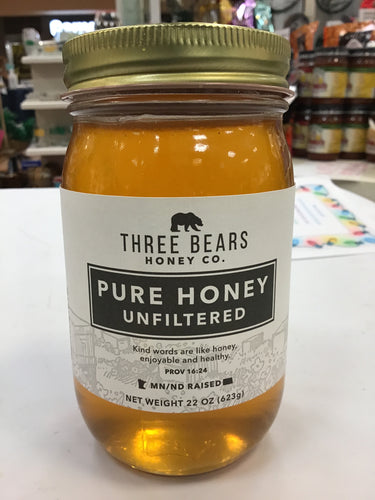 THREE BEARS
HONEY CO.
PURE HONEY
UNFILTERED
Kind words are like honey,
enjoyable and healthy.
PROV 16:24
MN/ND RAISED
NET WEIGHT 22 OZ (623g)